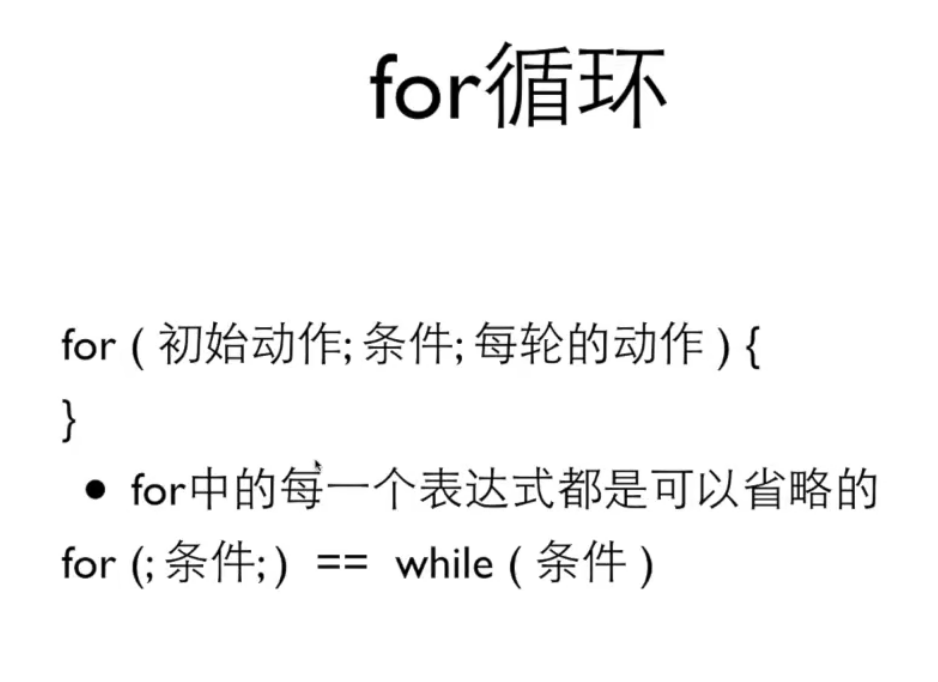 for循环
for ( 初始动作; 条件; 每轮的动作 ) {
}
• for中的每一个表达式都是可以省略的
for (; 条件; ) == while ( 条件 )